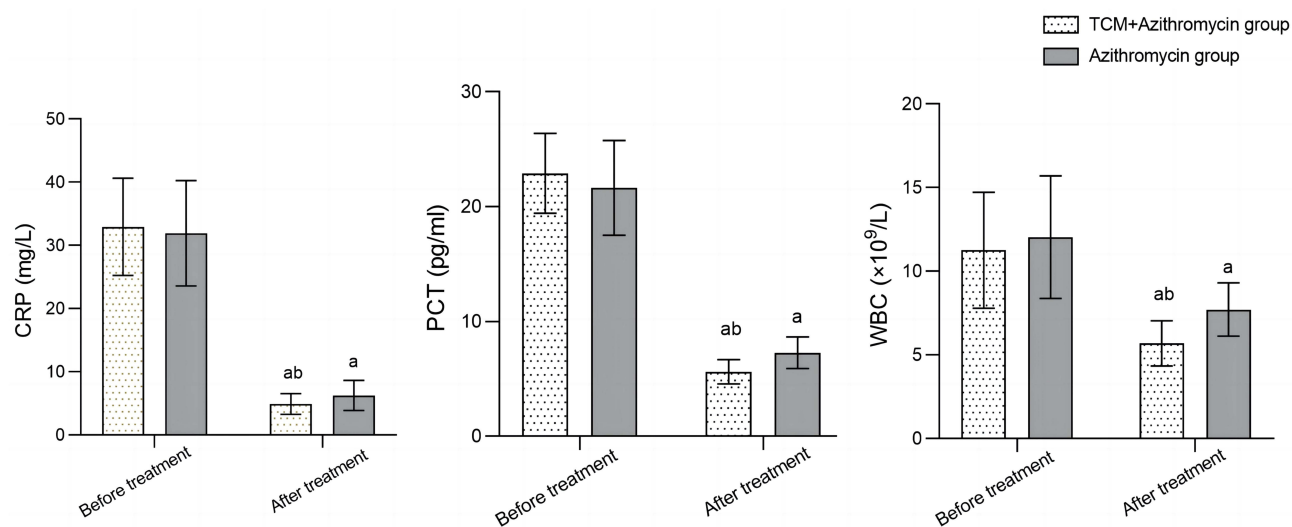 TCM+Azithromycin group
Azithromycin group
CRP (mg/L)
50
40
30
20
10
0
ab
a
Before treatment
After treatment
PCT (pg/ml)
30
20
10
0
ab
a
Before treatment
After treatment
WBC (×10⁹/L)
20
15
10
5
0
ab
a
Before treatment
After treatment